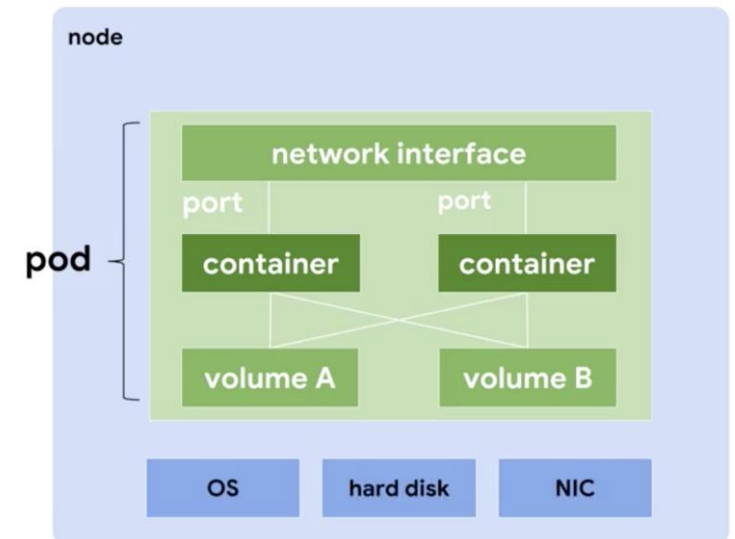 node
network interface
port port
pod
container container
volume A volume B
OS hard disk NIC